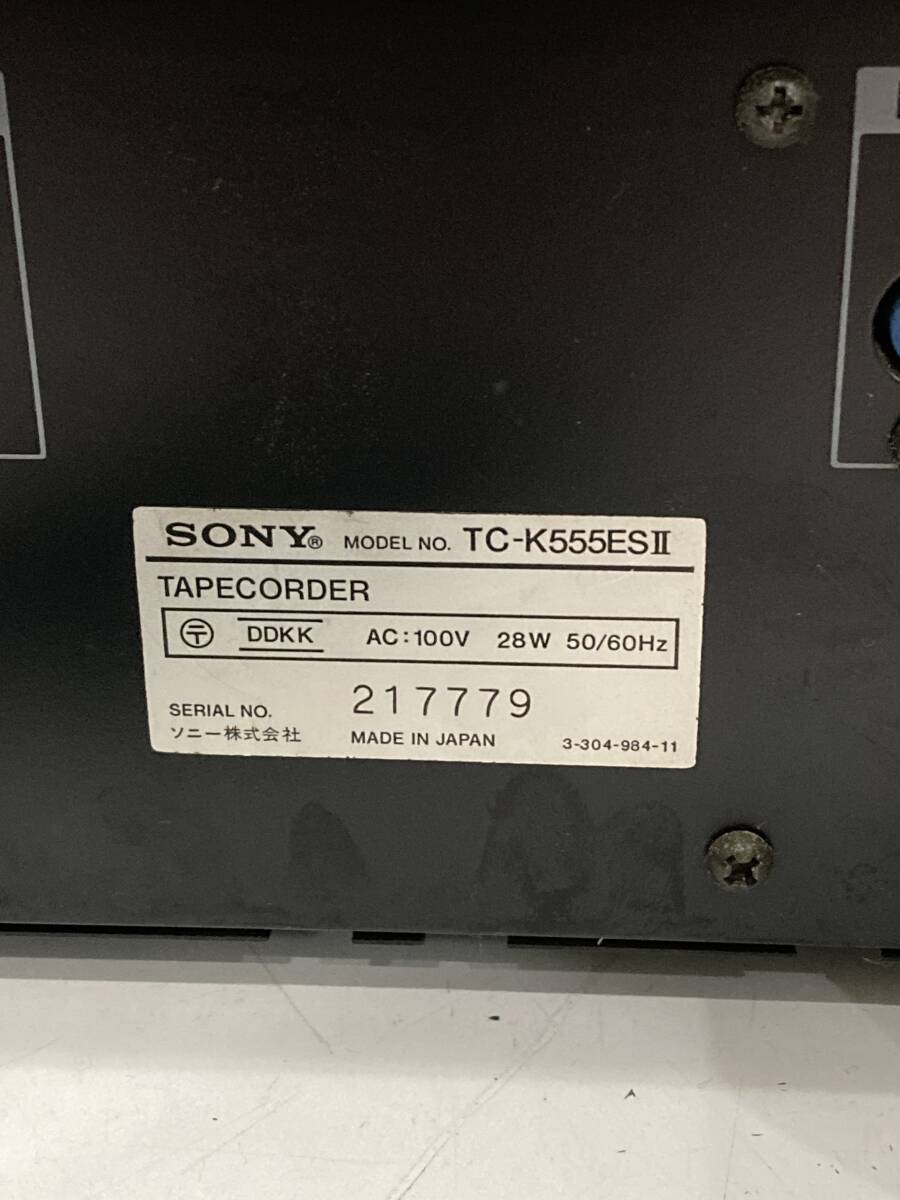 SONY® MODEL NO. TC-K555ESⅡ
TAPECORDER
〒 DDKK AC:100V 28W 50/60Hz
SERIAL NO. 217779
ソニー株式会社 MADE IN JAPAN 3-304-984-11